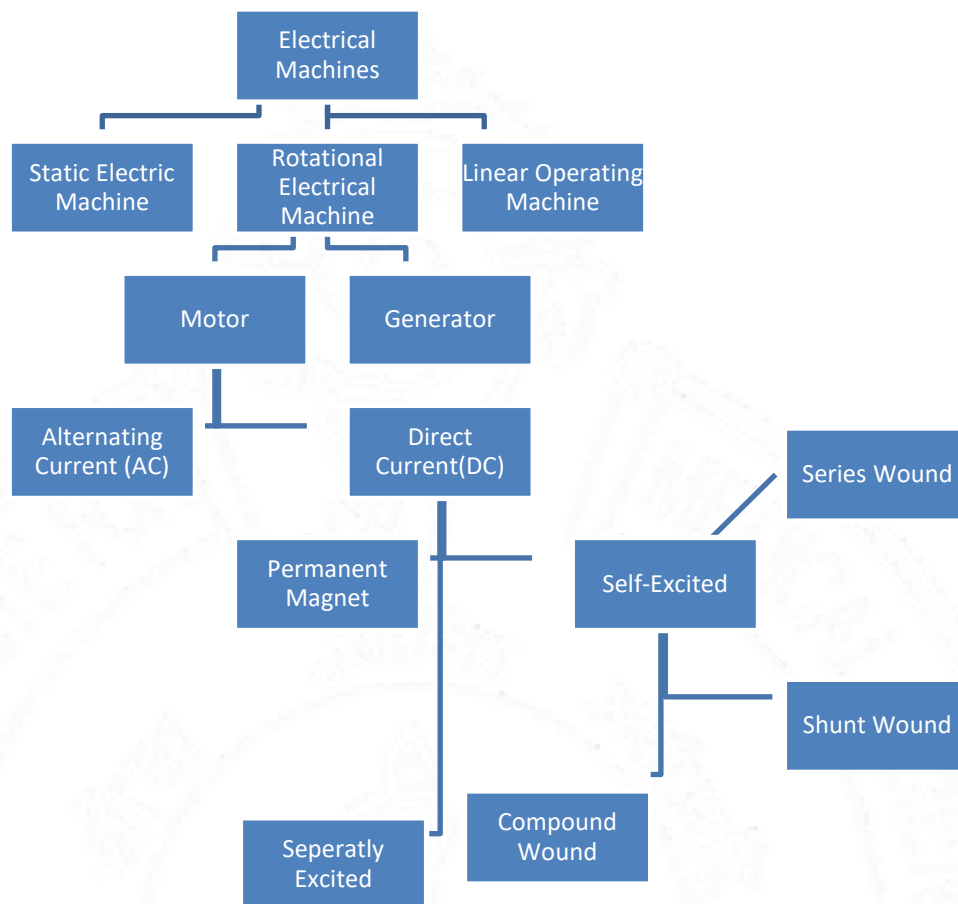 Electrical
Machines
Static Electric
Machine
Rotational
Electrical
Machine
Linear Operating
Machine
Motor
Generator
Alternating
Current (AC)
Direct
Current(DC)
Series Wound
Permanent
Magnet
Self-Excited
Shunt Wound
Compound
Wound
Seperatly
Excited